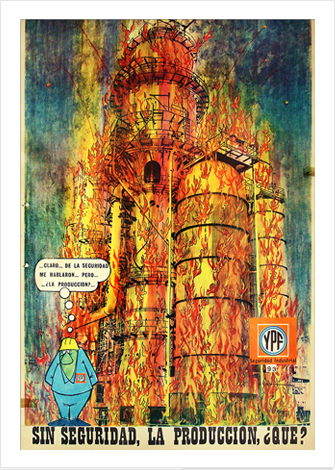 ...CLARO... DE LA SEGURIDAD
ME HABLARON... PERO...
...¿LA PRODUCCION?...
YPF
Seguridad Industrial
SIN SEGURIDAD, LA PRODUCCION, ¿QUE?